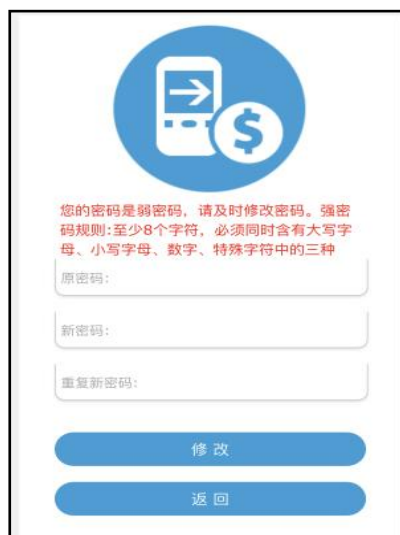 $
您的密码是弱密码，请及时修改密码。强密
码规则:至少8个字符，必须同时含有大写字
母、小写字母、数字、特殊字符中的三种
原密码:
新密码:
重复新密码:
修改
返回